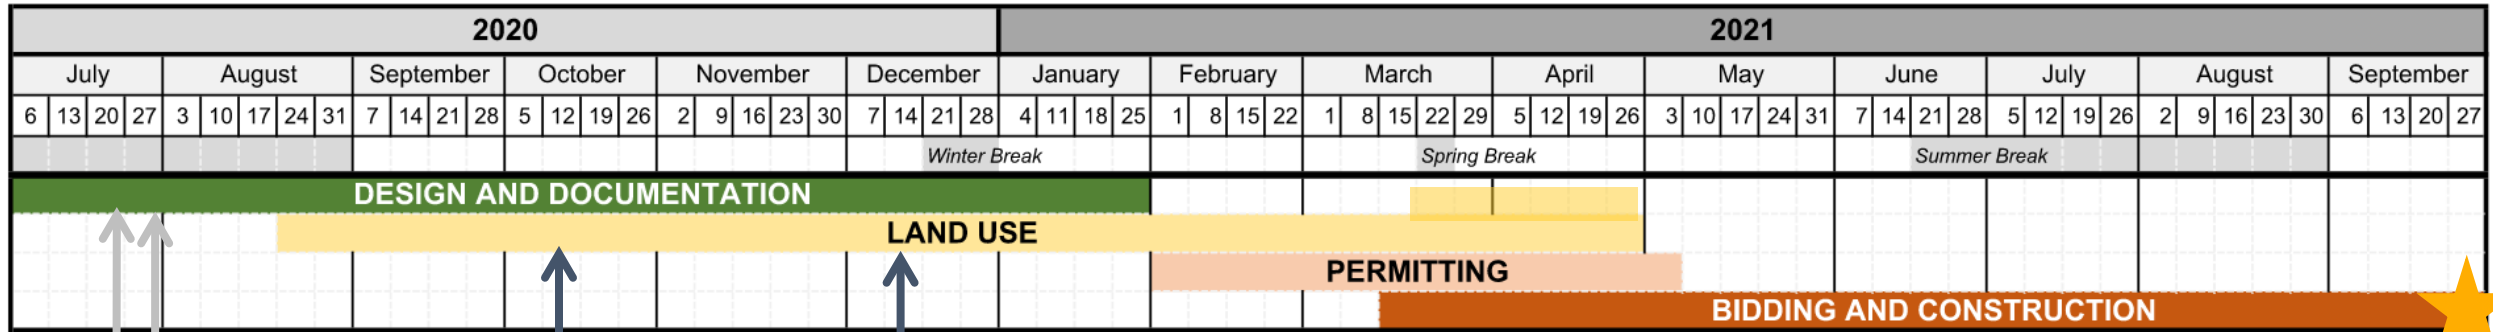 2020 2021
July August September October November December January February March April May June July August September
6 13 20 27 3 10 17 24 31 7 14 21 28 5 12 19 26 2 9 16 23 30 7 14 21 28 4 11 18 25 1 8 15 22 1 8 15 22 29 5 12 19 26 3 10 17 24 31 7 14 21 28 5 12 19 26 2 9 16 23 30 6 13 20 27
Winter Break Spring Break Summer Break
DESIGN AND DOCUMENTATION
LAND USE
PERMITTING
BIDDING AND CONSTRUCTION